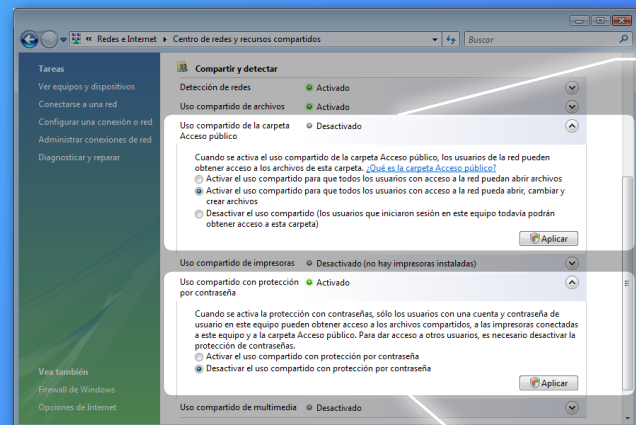 Redes e Internet ▸ Centro de redes y recursos compartidos
Buscar
Tareas
Ver equipos y dispositivos
Conectarse a una red
Configurar una conexión o red
Administrar conexiones de red
Diagnosticar y reparar
Vea también
Firewall de Windows
Opciones de Internet
Compartir y detectar
Detección de redes Activado
Uso compartido de archivos Activado
Uso compartido de la carpeta Desactivado
Acceso público
Cuando se activa el uso compartido de la carpeta Acceso público, los usuarios de la red pueden
obtener acceso a los archivos de esta carpeta. ¿Qué es la carpeta Acceso público?
Activar el uso compartido para que todos los usuarios con acceso a la red puedan abrir archivos
Activar el uso compartido para que todos los usuarios con acceso a la red pueda abrir, cambiar y
crear archivos
Desactivar el uso compartido (los usuarios que iniciaron sesión en este equipo todavía podrán
obtener acceso a esta carpeta)
Aplicar
Uso compartido de impresoras Desactivado (no hay impresoras instaladas)
Uso compartido con protección Activado
por contraseña
Cuando se activa la protección con contraseñas, sólo los usuarios con una cuenta y contraseña de
usuario en este equipo pueden obtener acceso a los archivos compartidos, a las impresoras conectadas
a este equipo y a la carpeta Acceso público. Para dar acceso a otros usuarios, es necesario desactivar la
protección de contraseñas.
Activar el uso compartido con protección por contraseña
Desactivar el uso compartido con protección por contraseña
Aplicar
Uso compartido de multimedia Desactivado